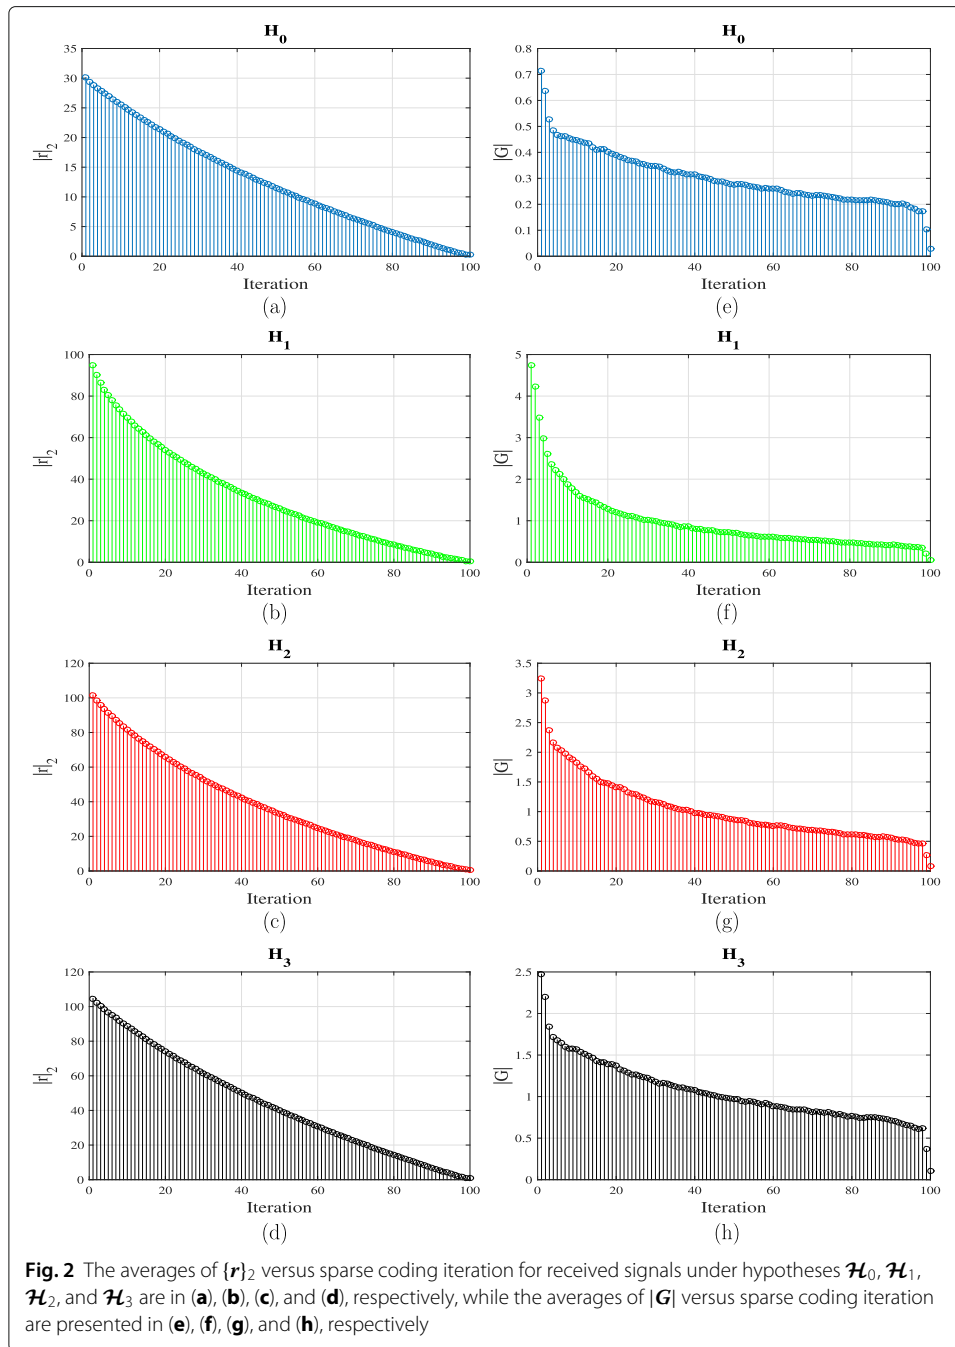 H0
35
30
25
20
15
10
5
0
0 20 40 60 80 100
|r|2
Iteration
(a)
H0
0.8
0.7
0.6
0.5
0.4
0.3
0.2
0.1
0
0 20 40 60 80 100
|G|
Iteration
(e)
H1
100
80
60
40
20
0
0 20 40 60 80 100
|r|2
Iteration
(b)
H1
5
4
3
2
1
0
0 20 40 60 80 100
|G|
Iteration
(f)
H2
120
100
80
60
40
20
0
0 20 40 60 80 100
|r|2
Iteration
(c)
H2
3.5
3
2.5
2
1.5
1
0.5
0
0 20 40 60 80 100
|G|
Iteration
(g)
H3
120
100
80
60
40
20
0
0 20 40 60 80 100
|r|2
Iteration
(d)
H3
2.5
2
1.5
1
0.5
0
0 20 40 60 80 100
|G|
Iteration
(h)
Fig. 2 The averages of {r}2 versus sparse coding iteration for received signals under hypotheses ℋ0, ℋ1,
ℋ2, and ℋ3 are in (a), (b), (c), and (d), respectively, while the averages of |G| versus sparse coding iteration
are presented in (e), (f), (g), and (h), respectively